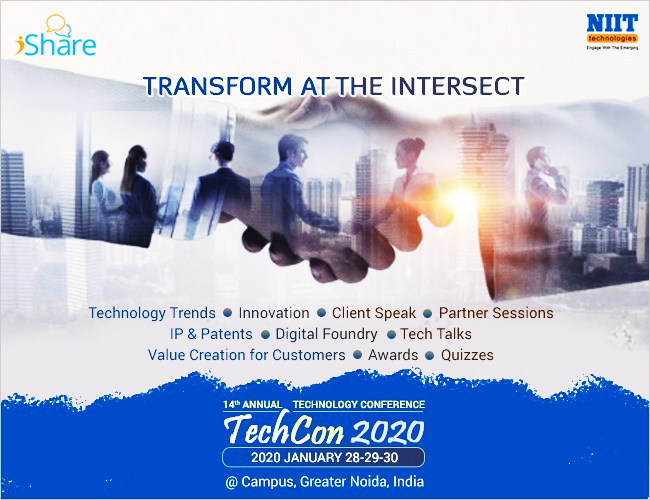 iShare
NIIT
technologies
Engage With The Emerging
TRANSFORM AT THE INTERSECT
Technology Trends • Innovation • Client Speak • Partner Sessions
IP & Patents • Digital Foundry • Tech Talks
Value Creation for Customers • Awards • Quizzes
14th ANNUAL TECHNOLOGY CONFERENCE
TechCon 2020
2020 JANUARY 28-29-30
@ Campus, Greater Noida, India